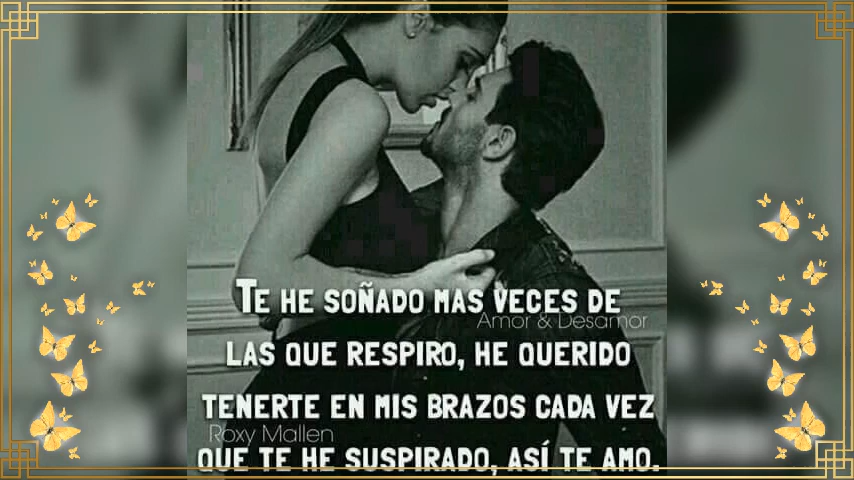 TE HE SOÑADO MAS VECES DE
Amor & Desamor
LAS QUE RESPIRO, HE QUERIDO
TENERTE EN MIS BRAZOS CADA VEZ
Roxy Mallen
QUE TE HE SUSPIRADO, ASÍ TE AMO.